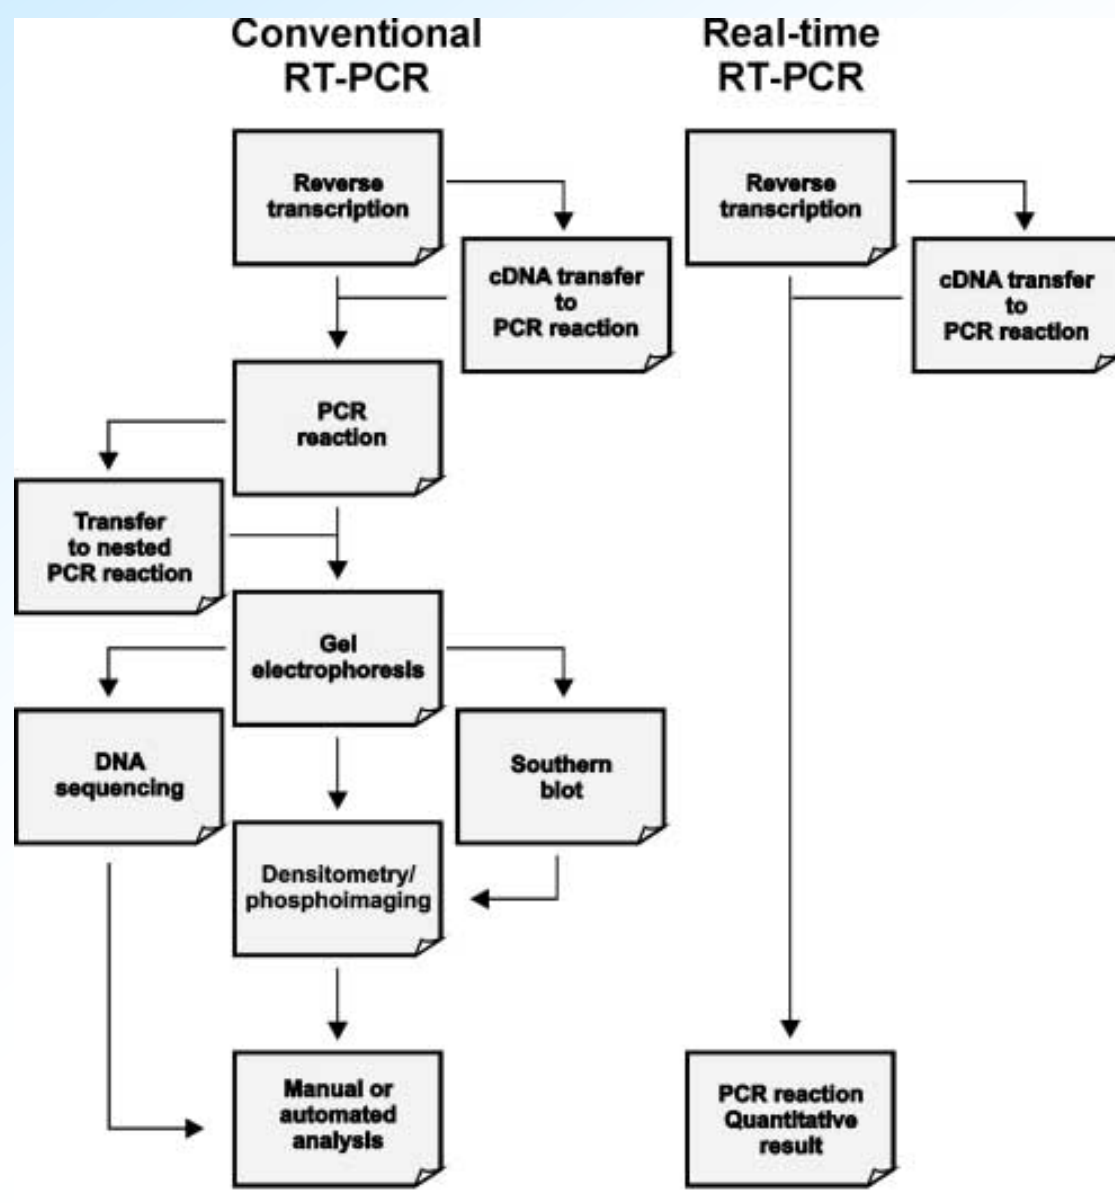 Conventional
RT-PCR
Real-time
RT-PCR
Reverse
transcription
cDNA transfer
to
PCR reaction
PCR
reaction
Transfer
to nested
PCR reaction
Gel
electrophoresis
DNA
sequencing
Southern
blot
Densitometry/
phosphoimaging
Manual or
automated
analysis
Reverse
transcription
cDNA transfer
to
PCR reaction
PCR reaction
Quantitative
result